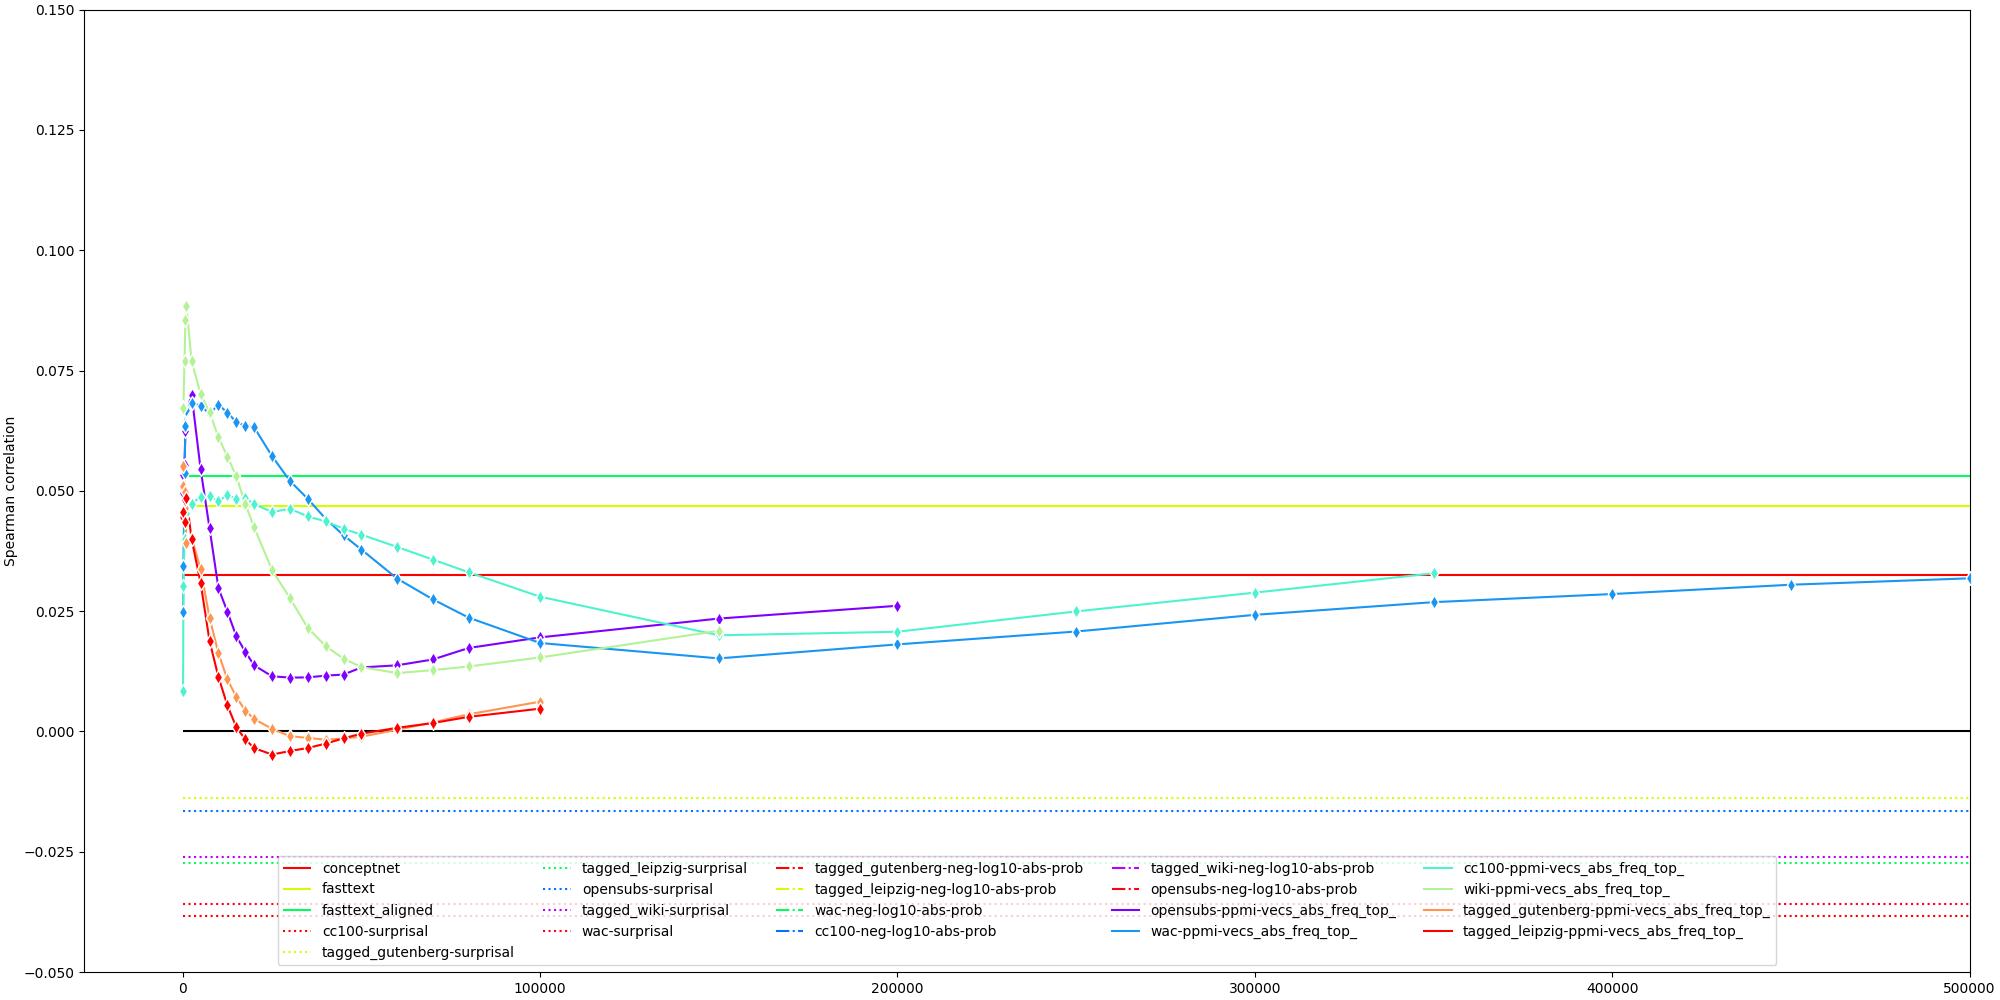 0.150
0.125
0.100
0.075
0.050
0.025
0.000
−0.025
−0.050
Spearman correlation
0
100000
200000
300000
400000
500000
conceptnet
fasttext
fasttext_aligned
cc100-surprisal
tagged_gutenberg-surprisal
tagged_leipzig-surprisal
opensubs-surprisal
tagged_wiki-surprisal
wac-surprisal
tagged_gutenberg-neg-log10-abs-prob
tagged_leipzig-neg-log10-abs-prob
wac-neg-log10-abs-prob
cc100-neg-log10-abs-prob
tagged_wiki-neg-log10-abs-prob
opensubs-neg-log10-abs-prob
opensubs-ppmi-vecs_abs_freq_top_
wac-ppmi-vecs_abs_freq_top_
cc100-ppmi-vecs_abs_freq_top_
wiki-ppmi-vecs_abs_freq_top_
tagged_gutenberg-ppmi-vecs_abs_freq_top_
tagged_leipzig-ppmi-vecs_abs_freq_top_